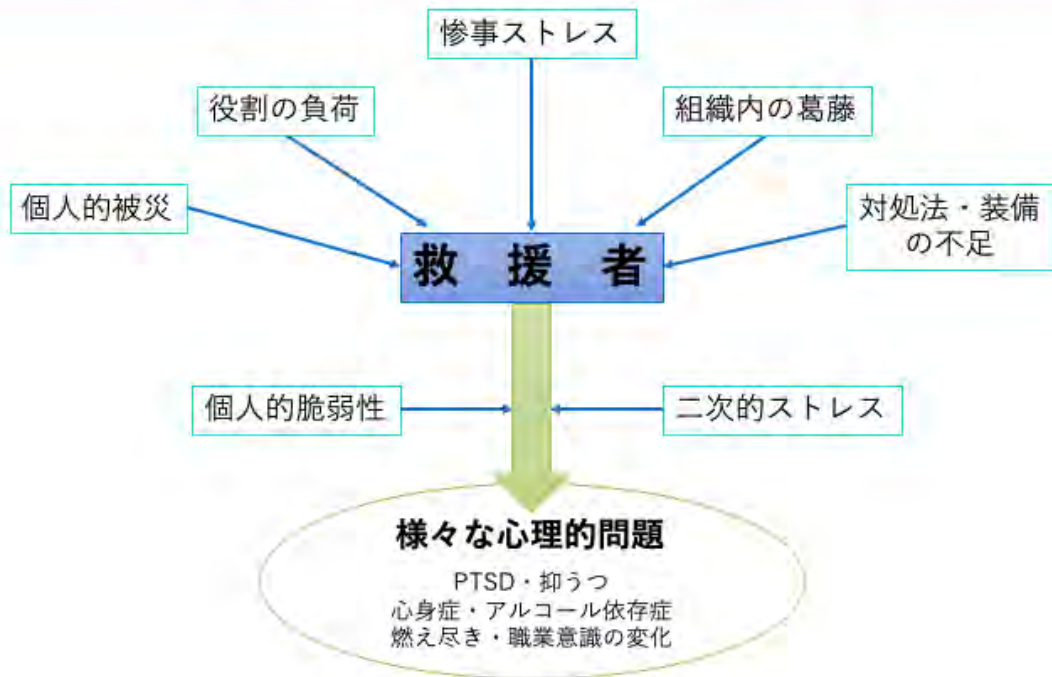 惨事ストレス
役割の負荷
組織内の葛藤
個人的被災
対処法・装備
の不足
救 援 者
個人的脆弱性
二次的ストレス
様々な心理的問題
PTSD・抑うつ
心身症・アルコール依存症
燃え尽き・職業意識の変化